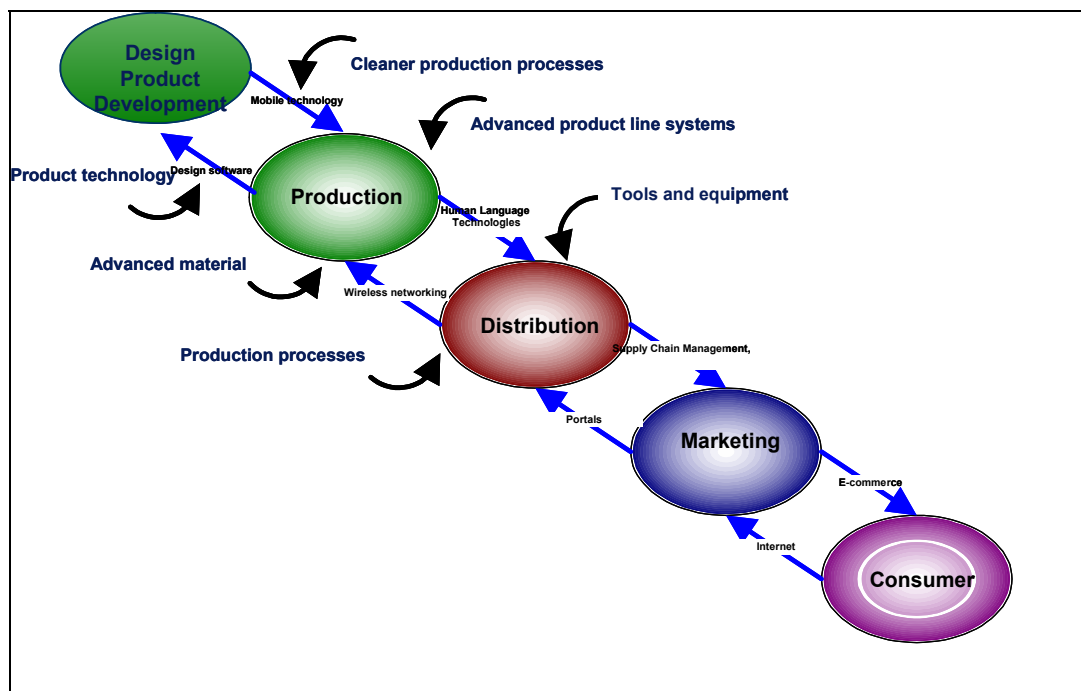 Design
Product
Development
Cleaner production processes
Mobile technology
Advanced product line systems
Product technology
Design software
Production
Tools and equipment
Human Language
Technologies
Advanced material
Wireless networking
Distribution
Production processes
Supply Chain Management,
Portals
Marketing
E-commerce
Internet
Consumer